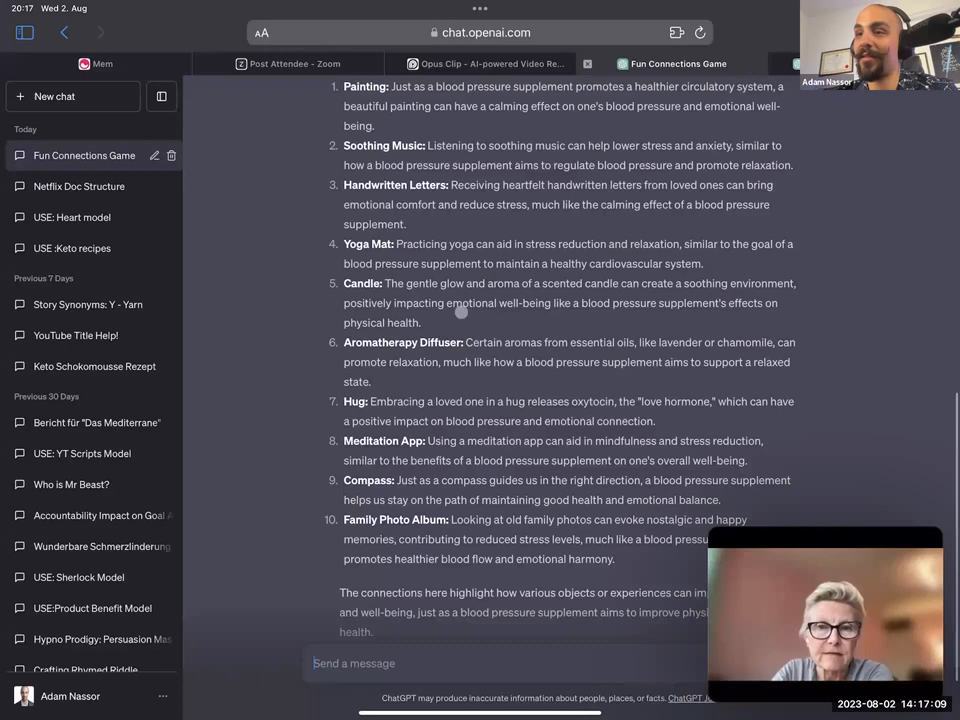 20:17 Wed 2. Aug
AA
chat.openai.com
Mem
Post Attendee - Zoom
Opus Clip - AI-powered Video Re...
Fun Connections Game
Adam Nassor
New chat
Today
Fun Connections Game
Netflix Doc Structure
USE: Heart model
USE :Keto recipes
Previous 7 Days
Story Synonyms: Y - Yarn
YouTube Title Help!
Keto Schokomousse Rezept
Previous 30 Days
Bericht für "Das Mediterrane"
USE: YT Scripts Model
Who is Mr Beast?
Accountability Impact on Goal A
Wunderbare Schmerzlinderung
USE: Sherlock Model
USE:Product Benefit Model
Hypno Prodigy: Persuasion Mas
Crafting Rhymed Riddle
Adam Nassor
1. Painting: Just as a blood pressure supplement promotes a healthier circulatory system, a
beautiful painting can have a calming effect on one's blood pressure and emotional well-
being.
2. Soothing Music: Listening to soothing music can help lower stress and anxiety, similar to
how a blood pressure supplement aims to regulate blood pressure and promote relaxation.
3. Handwritten Letters: Receiving heartfelt handwritten letters from loved ones can bring
emotional comfort and reduce stress, much like the calming effect of a blood pressure
supplement.
4. Yoga Mat: Practicing yoga can aid in stress reduction and relaxation, similar to the goal of a
blood pressure supplement to maintain a healthy cardiovascular system.
5. Candle: The gentle glow and aroma of a scented candle can create a soothing environment,
positively impacting emotional well-being like a blood pressure supplement's effects on
physical health.
6. Aromatherapy Diffuser: Certain aromas from essential oils, like lavender or chamomile, can
promote relaxation, much like how a blood pressure supplement aims to support a relaxed
state.
7. Hug: Embracing a loved one in a hug releases oxytocin, the "love hormone," which can have
a positive impact on blood pressure and emotional connection.
8. Meditation App: Using a meditation app can aid in mindfulness and stress reduction,
similar to the benefits of a blood pressure supplement on one's overall well-being.
9. Compass: Just as a compass guides us in the right direction, a blood pressure supplement
helps us stay on the path of maintaining good health and emotional balance.
10. Family Photo Album: Looking at old family photos can evoke nostalgic and happy
memories, contributing to reduced stress levels, much like a blood pressu
promotes healthier blood flow and emotional harmony.
The connections here highlight how various objects or experiences can im
and well-being, just as a blood pressure supplement aims to improve physi
health.
Send a message
ChatGPT may produce inaccurate information about people, places, or facts. ChatGPT J
2023-08-02 14:17:09